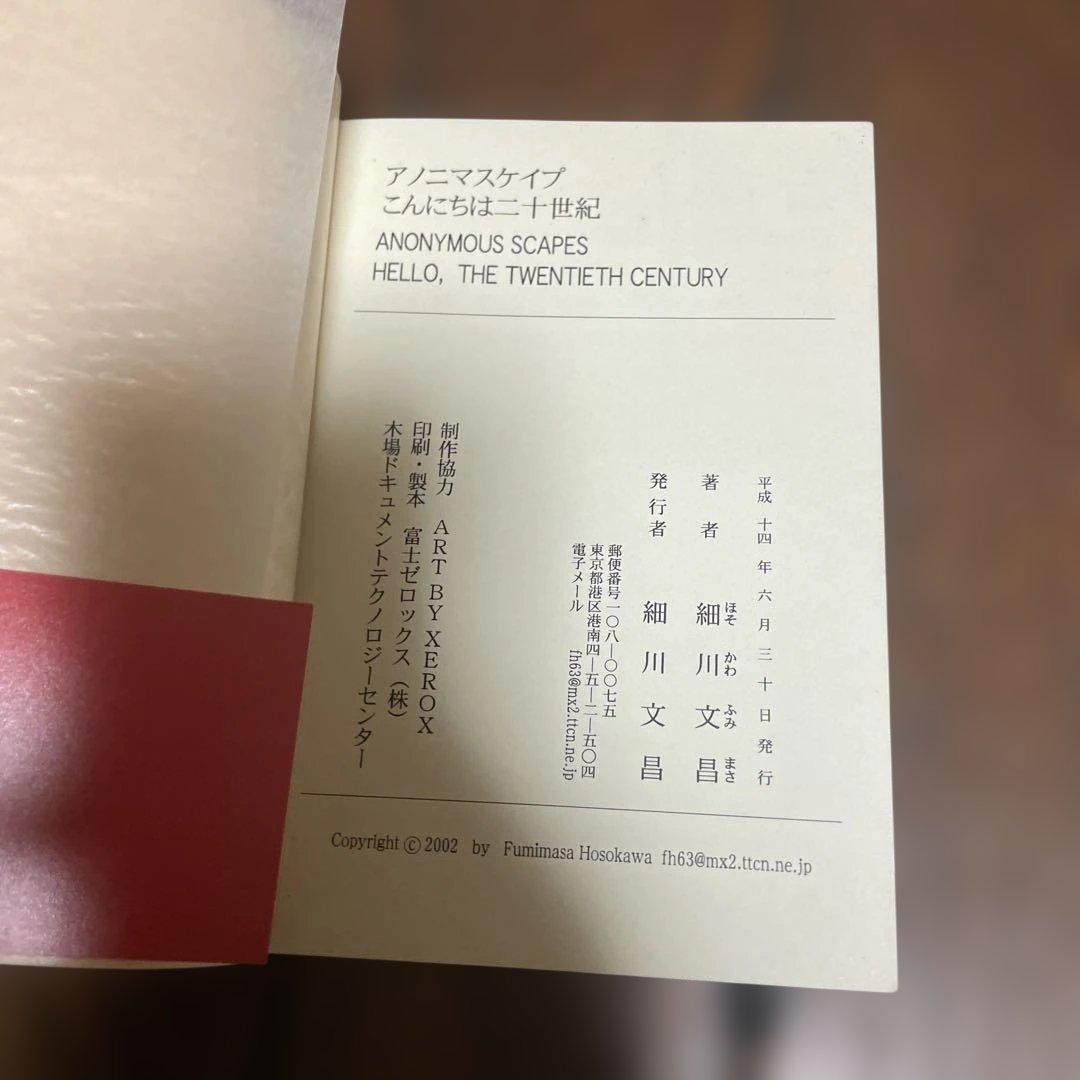 アノニマスケイプ
こんにちは二十世紀
ANONYMOUS SCAPES
HELLO, THE TWENTIETH CENTURY
平成十四年六月三十日発行
著者 細川文昌
ほそ かわ ふみ まさ
発行者 細川文昌
郵便番号一〇八―〇〇七五
東京都港区港南四―五―二―五〇四
電子メール fh63@mx2.ttcn.ne.jp
制作協力 ART BY XEROX
印刷・製本 富士ゼロックス（株）
木場ドキュメントテクノロジーセンター
Copyright © 2002 by Fumimasa Hosokawa fh63@mx2.ttcn.ne.jp